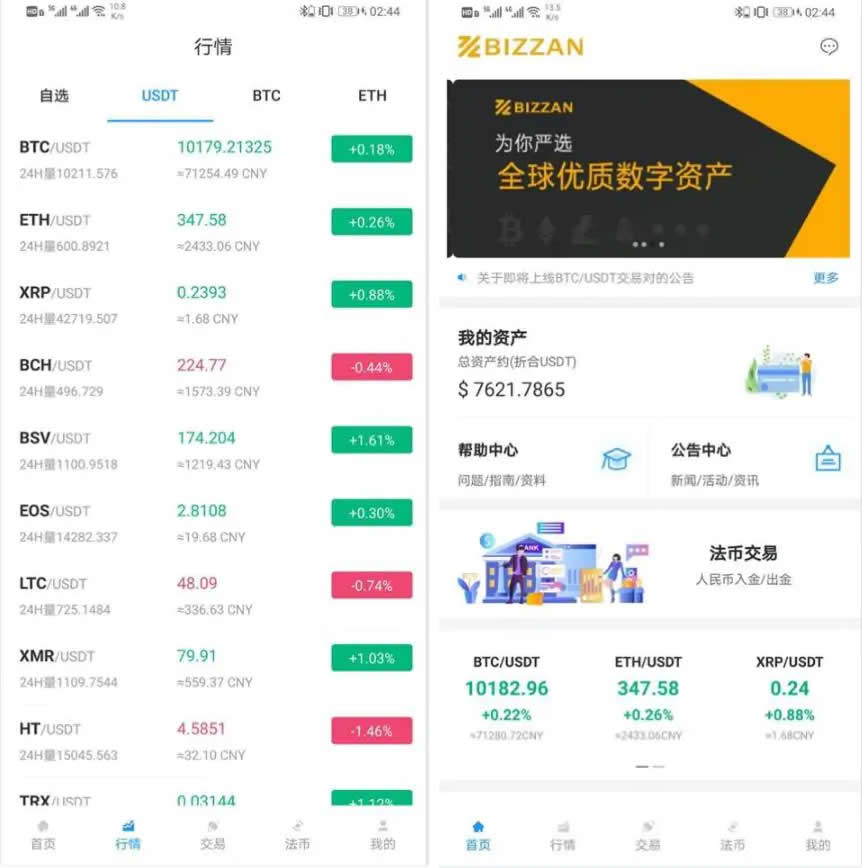 HD 5G 4G 10.8 K/s 38 02:44
行情
自选 USDT BTC ETH
BTC/USDT 10179.21325 +0.18%
24H量10211.576 ≈71254.49 CNY
ETH/USDT 347.58 +0.26%
24H量600.8921 ≈2433.06 CNY
XRP/USDT 0.2393 +0.88%
24H量42719.507 ≈1.68 CNY
BCH/USDT 224.77 -0.44%
24H量496.729 ≈1573.39 CNY
BSV/USDT 174.204 +1.61%
24H量1100.9518 ≈1219.43 CNY
EOS/USDT 2.8108 +0.30%
24H量14282.337 ≈19.68 CNY
LTC/USDT 48.09 -0.74%
24H量725.1484 ≈336.63 CNY
XMR/USDT 79.91 +1.03%
24H量1109.7544 ≈559.37 CNY
HT/USDT 4.5851 -1.46%
24H量15045.563 ≈32.10 CNY
TRX/USDT 0.03144 +1.12%
首页 行情 交易 法币 我的
HD 5G 4G 13.5 K/s 38 02:44
BIZZAN
BIZZAN
为你严选
全球优质数字资产
关于即将上线BTC/USDT交易对的公告 更多
我的资产
总资产约(折合USDT)
$ 7621.7865
帮助中心 公告中心
问题/指南/资料 新闻/活动/资讯
BANK
法币交易
人民币入金/出金
BTC/USDT ETH/USDT XRP/USDT
10182.96 347.58 0.24
+0.22% +0.26% +0.88%
≈71280.72CNY ≈2433.06CNY ≈1.68CNY
首页 行情 交易 法币 我的